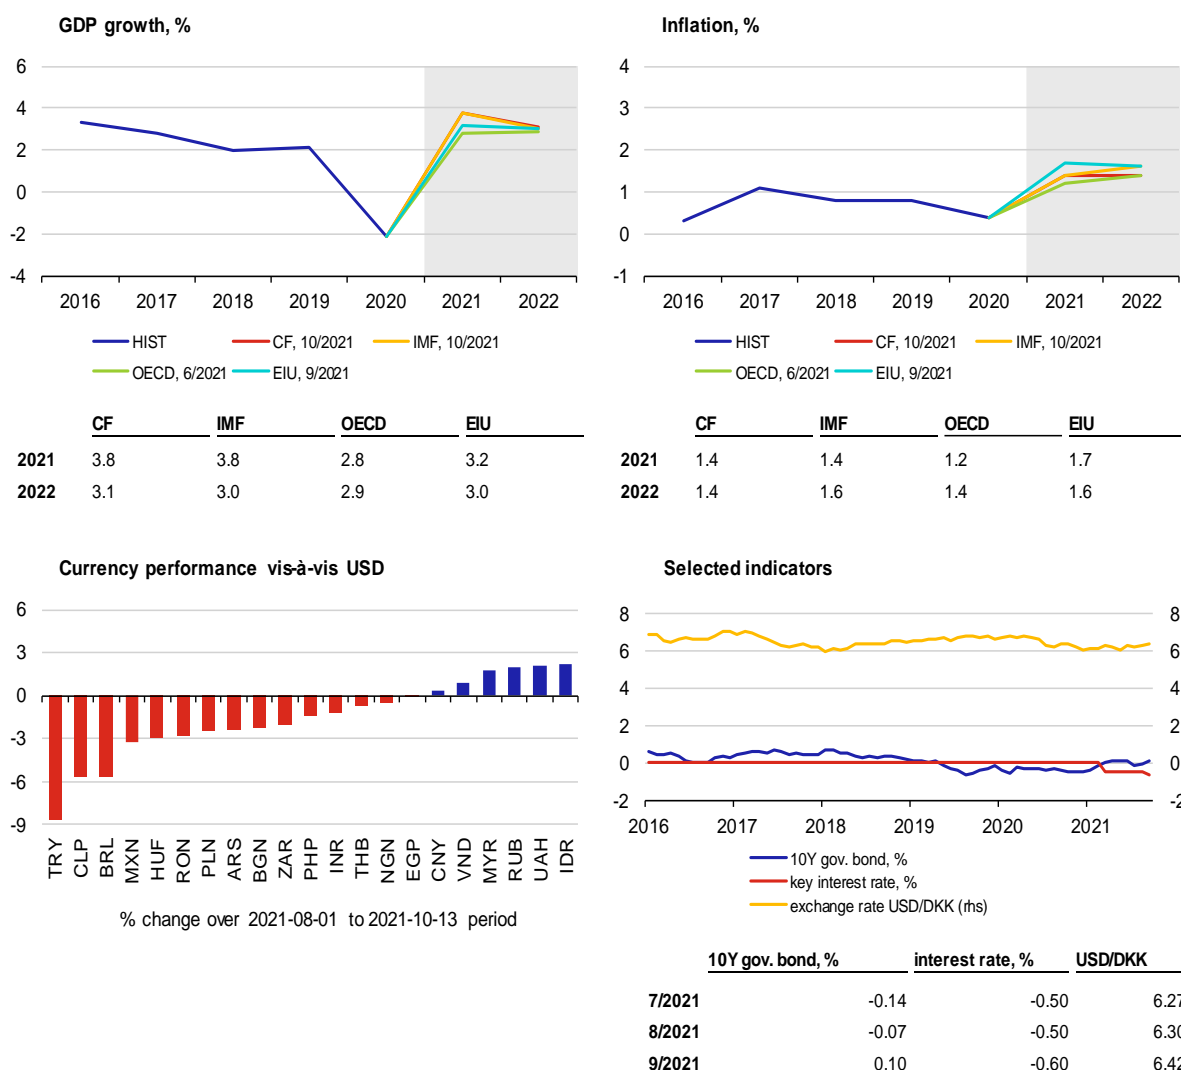 GDP growth, %
6
4
2
0
-2
-4
2016 2017 2018 2019 2020 2021 2022
HIST CF, 10/2021 IMF, 10/2021
OECD, 6/2021 EIU, 9/2021
CF IMF OECD EIU
2021 3.8 3.8 2.8 3.2
2022 3.1 3.0 2.9 3.0
Inflation, %
4
3
2
1
0
-1
2016 2017 2018 2019 2020 2021 2022
HIST CF, 10/2021 IMF, 10/2021
OECD, 6/2021 EIU, 9/2021
CF IMF OECD EIU
2021 1.4 1.4 1.2 1.7
2022 1.4 1.6 1.4 1.6
Currency performance vis-à-vis USD
6
3
0
-3
-6
-9
TRY CLP BRL MXN HUF RON PLN ARS BGN ZAR PHP INR THB NGN EGP CNY VND MYR RUB UAH IDR
% change over 2021-08-01 to 2021-10-13 period
Selected indicators
8 8
6 6
4 4
2 2
0 0
-2 -2
2016 2017 2018 2019 2020 2021
10Y gov. bond, %
key interest rate, %
exchange rate USD/DKK (rhs)
10Y gov. bond, % interest rate, % USD/DKK
7/2021 -0.14 -0.50 6.27
8/2021 -0.07 -0.50 6.30
9/2021 0.10 -0.60 6.42